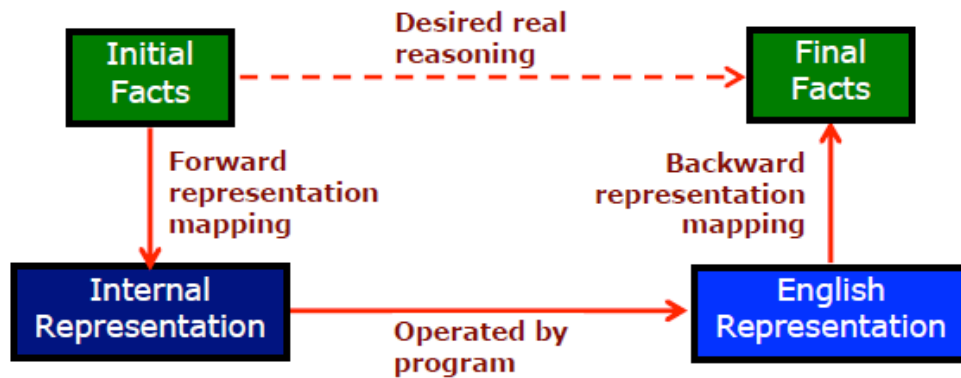 Initial
Facts
Desired real
reasoning
Final
Facts
Forward
representation
mapping
Backward
representation
mapping
Internal
Representation
Operated by
program
English
Representation